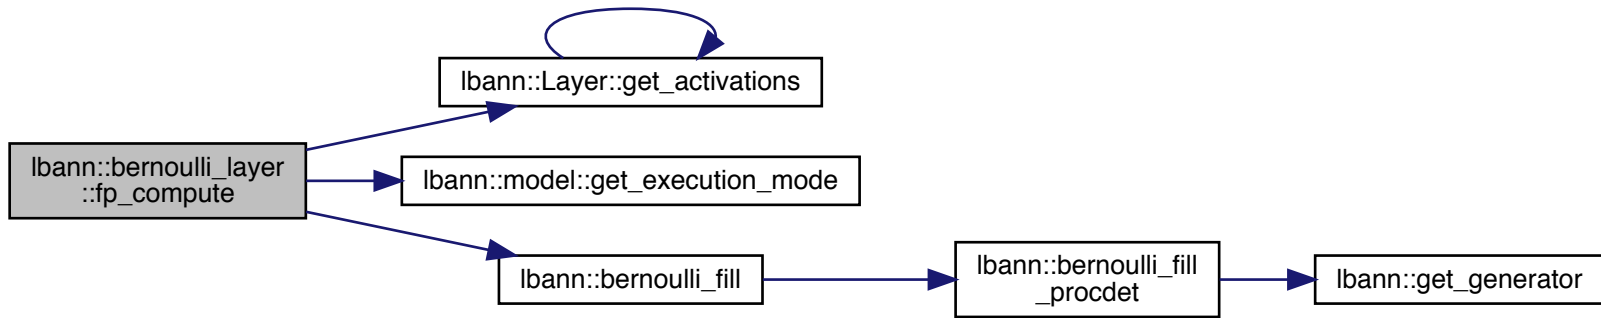 lbann::Layer::get_activations
lbann::bernoulli_layer
::fp_compute
lbann::model::get_execution_mode
lbann::bernoulli_fill
lbann::bernoulli_fill
_procdet
lbann::get_generator